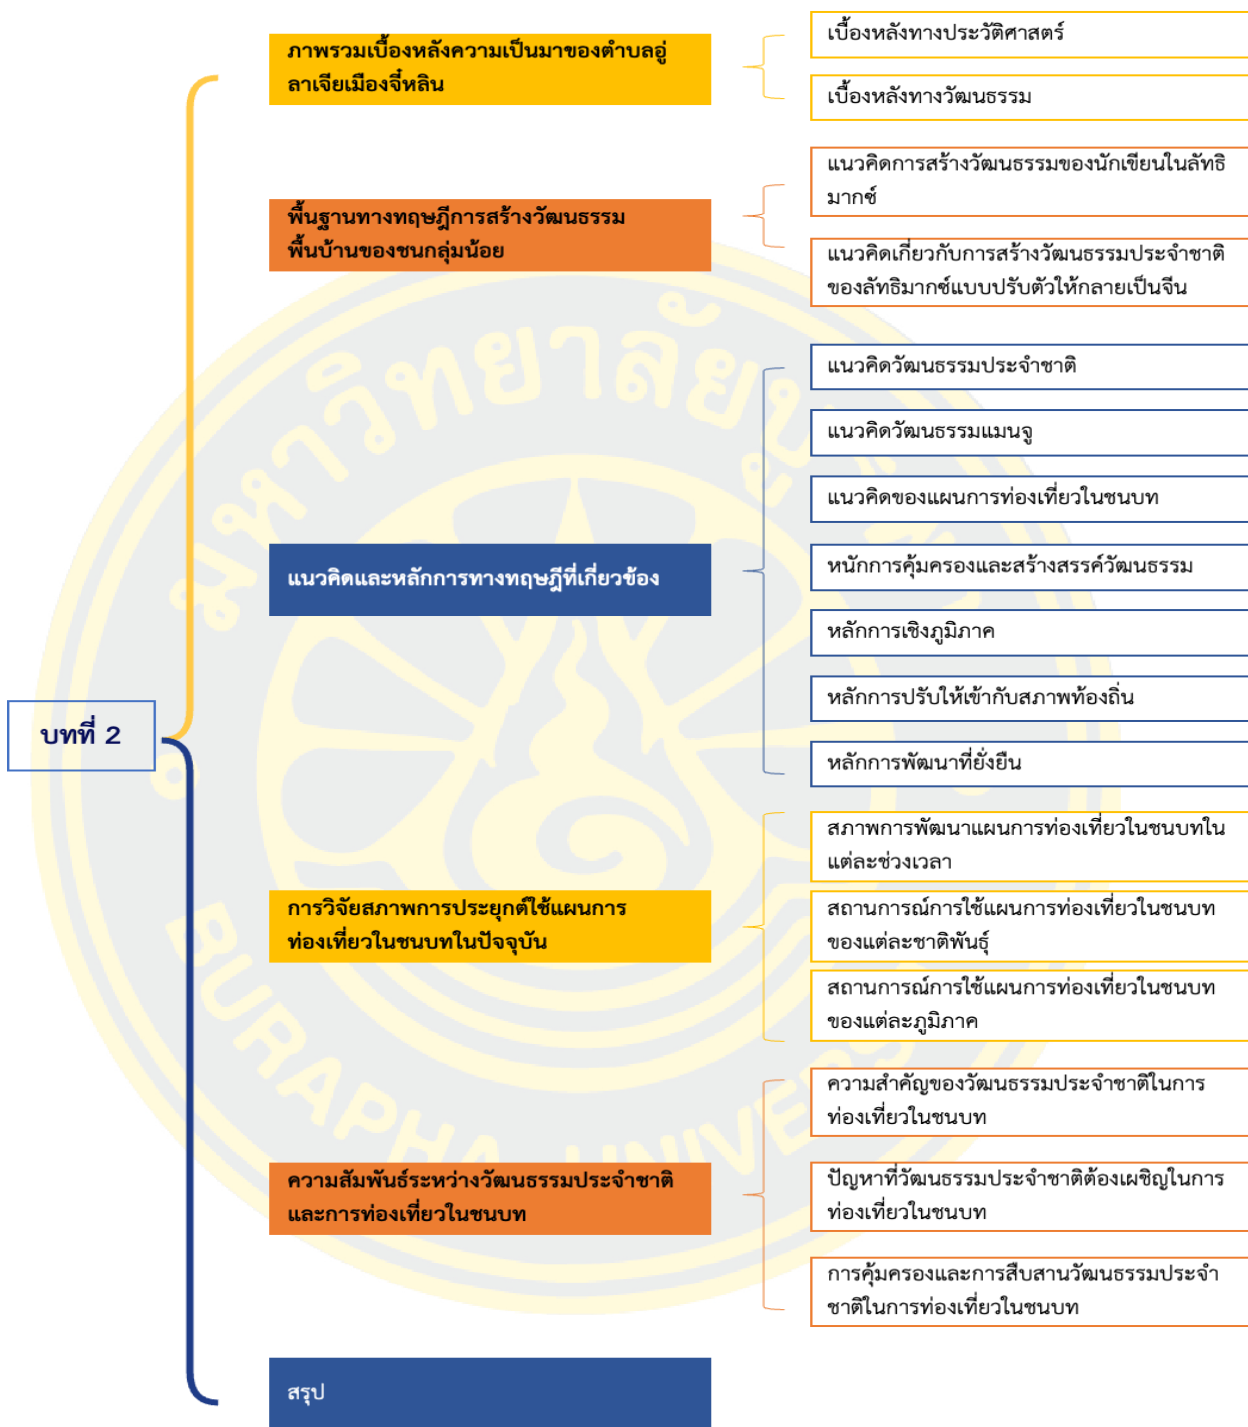 ภาพรวมเบื้องหลังความเป็นมาของตำบลอู่
ลาเจียเมืองจี๋หลิน
เบื้องหลังทางประวัติศาสตร์
เบื้องหลังทางวัฒนธรรม
พื้นฐานทางทฤษฎีการสร้างวัฒนธรรม
พื้นบ้านของชนกลุ่มน้อย
แนวคิดการสร้างวัฒนธรรมของนักเขียนในลัทธิ
มากซ์
แนวคิดเกี่ยวกับการสร้างวัฒนธรรมประจำชาติ
ของลัทธิมากซ์แบบปรับตัวให้กลายเป็นจีน
แนวคิดและหลักการทางทฤษฎีที่เกี่ยวข้อง
แนวคิดวัฒนธรรมประจำชาติ
แนวคิดวัฒนธรรมแมนจู
แนวคิดของแผนการท่องเที่ยวในชนบท
หนักการคุ้มครองและสร้างสรรค์วัฒนธรรม
หลักการเชิงภูมิภาค
หลักการปรับให้เข้ากับสภาพท้องถิ่น
หลักการพัฒนาที่ยั่งยืน
บทที่ 2
การวิจัยสภาพการประยุกต์ใช้แผนการ
ท่องเที่ยวในชนบทในปัจจุบัน
สภาพการพัฒนาแผนการท่องเที่ยวในชนบทใน
แต่ละช่วงเวลา
สถานการณ์การใช้แผนการท่องเที่ยวในชนบท
ของแต่ละชาติพันธุ์
สถานการณ์การใช้แผนการท่องเที่ยวในชนบท
ของแต่ละภูมิภาค
ความสัมพันธ์ระหว่างวัฒนธรรมประจำชาติ
และการท่องเที่ยวในชนบท
ความสำคัญของวัฒนธรรมประจำชาติในการ
ท่องเที่ยวในชนบท
ปัญหาที่วัฒนธรรมประจำชาติต้องเผชิญในการ
ท่องเที่ยวในชนบท
การคุ้มครองและการสืบสานวัฒนธรรมประจำ
ชาติในการท่องเที่ยวในชนบท
สรุป
มหาวิทยาลัยบู
BURAPHA UNIVERS